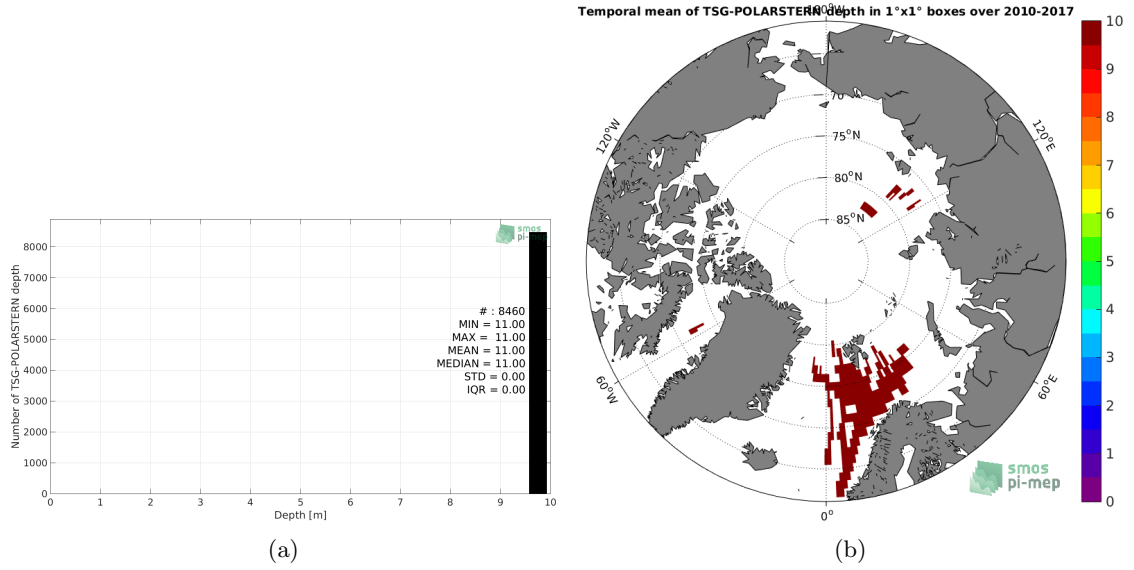 Number of TSG-POLARSTERN depth
8000
7000
6000
5000
4000
3000
2000
1000
0
smos
pi-mep
# : 8460
MIN = 11.00
MAX = 11.00
MEAN = 11.00
MEDIAN = 11.00
STD = 0.00
IQR = 0.00
0 1 2 3 4 5 6 7 8 9 10
Depth [m]
(a)
Temporal mean of TSG-POLARSTERN depth in 1°x1° boxes over 2010-2017
180°W
120°W
120°E
70°N
75°N
80°N
85°N
60°W
60°E
0°
smos
pi-mep
10
9
8
7
6
5
4
3
2
1
0
(b)